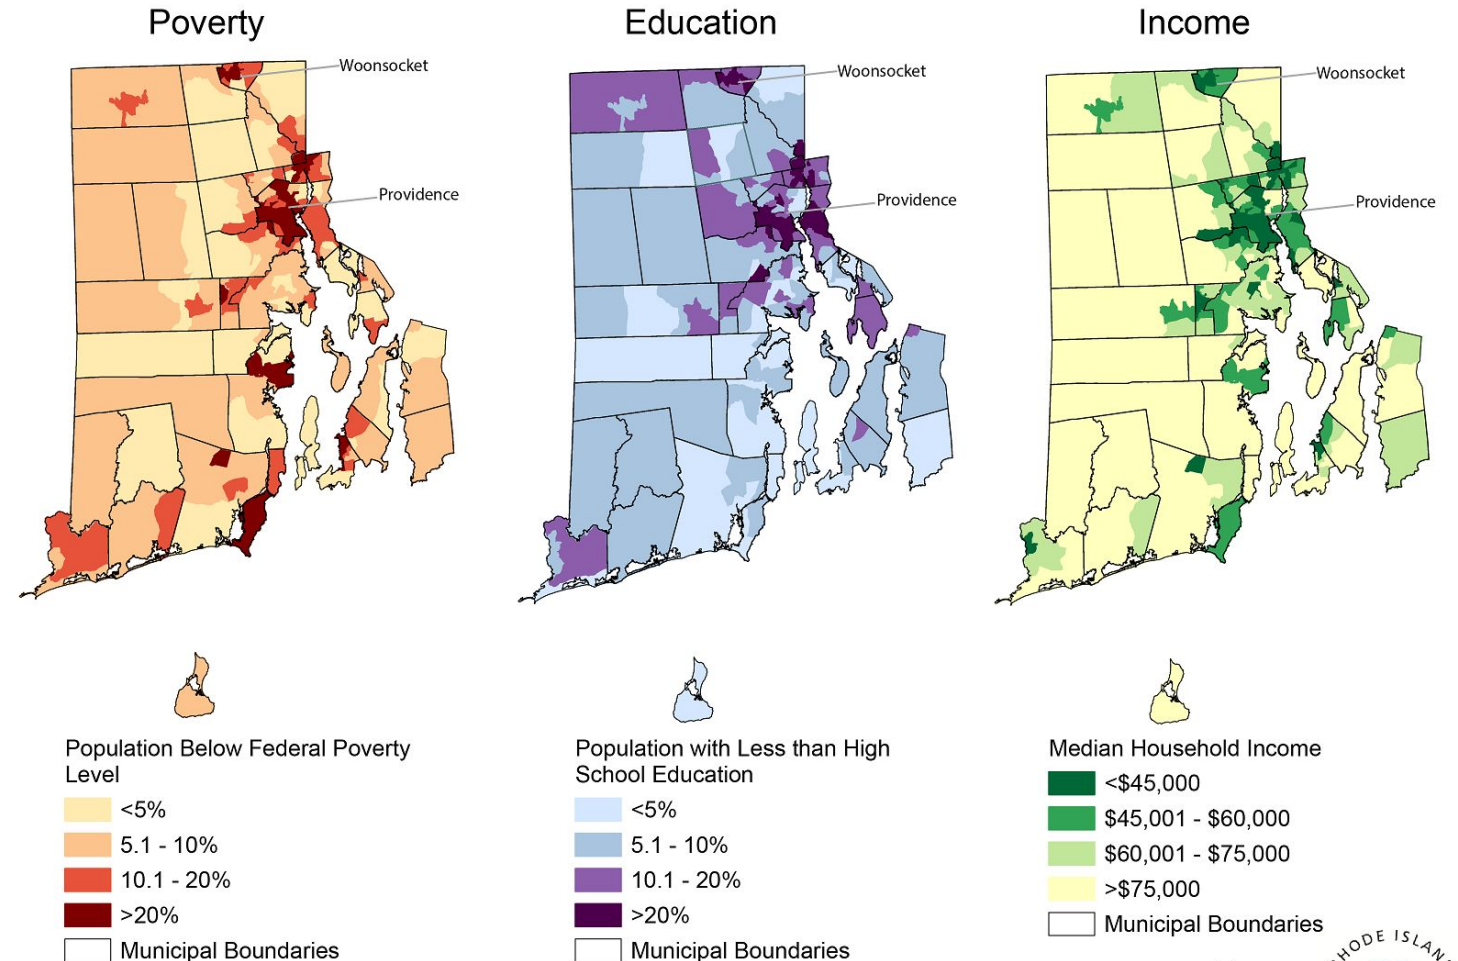 Poverty
Education
Income
Woonsocket
Woonsocket
Woonsocket
Providence
Providence
Providence
Population Below Federal Poverty
Level
<5%
5.1 - 10%
10.1 - 20%
>20%
Municipal Boundaries
Population with Less than High
School Education
<5%
5.1 - 10%
10.1 - 20%
>20%
Municipal Boundaries
Median Household Income
<$45,000
$45,001 - $60,000
$60,001 - $75,000
>$75,000
Municipal Boundaries